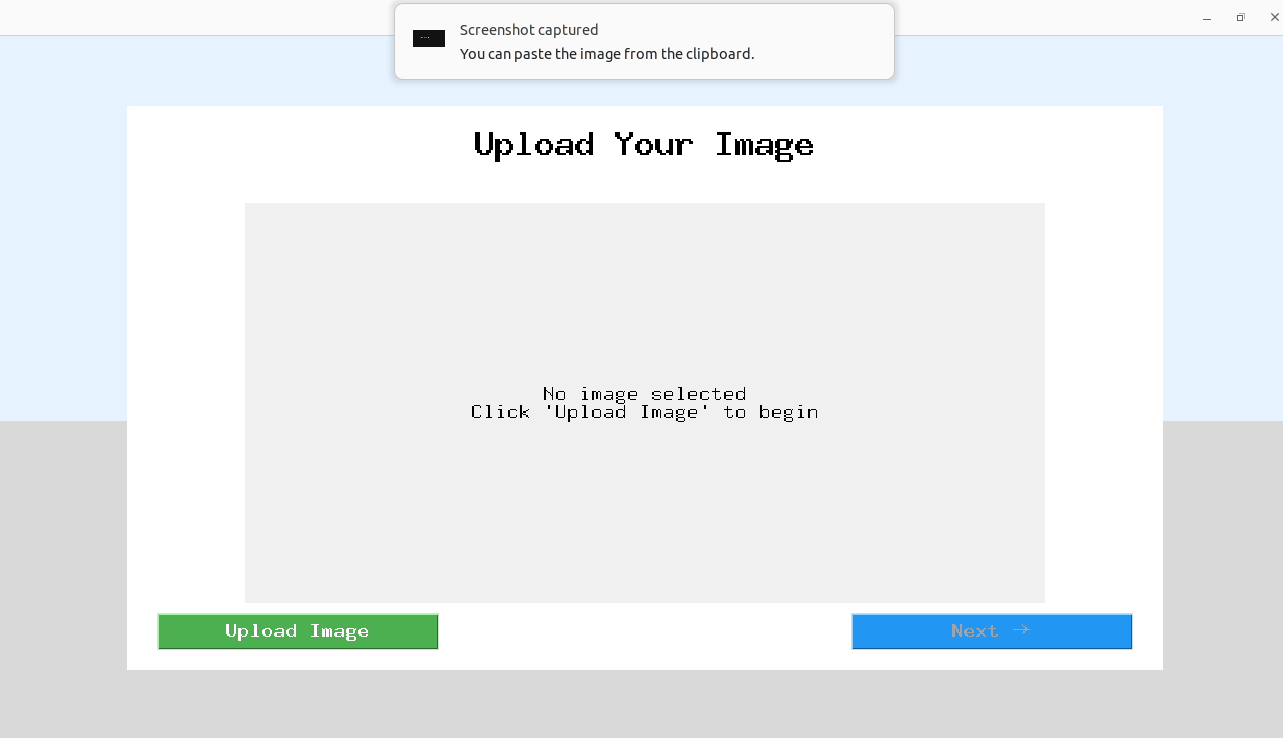 Screenshot captured
You can paste the image from the clipboard.
Upload Your Image
No image selected
Click 'Upload Image' to begin
Upload Image
Next →